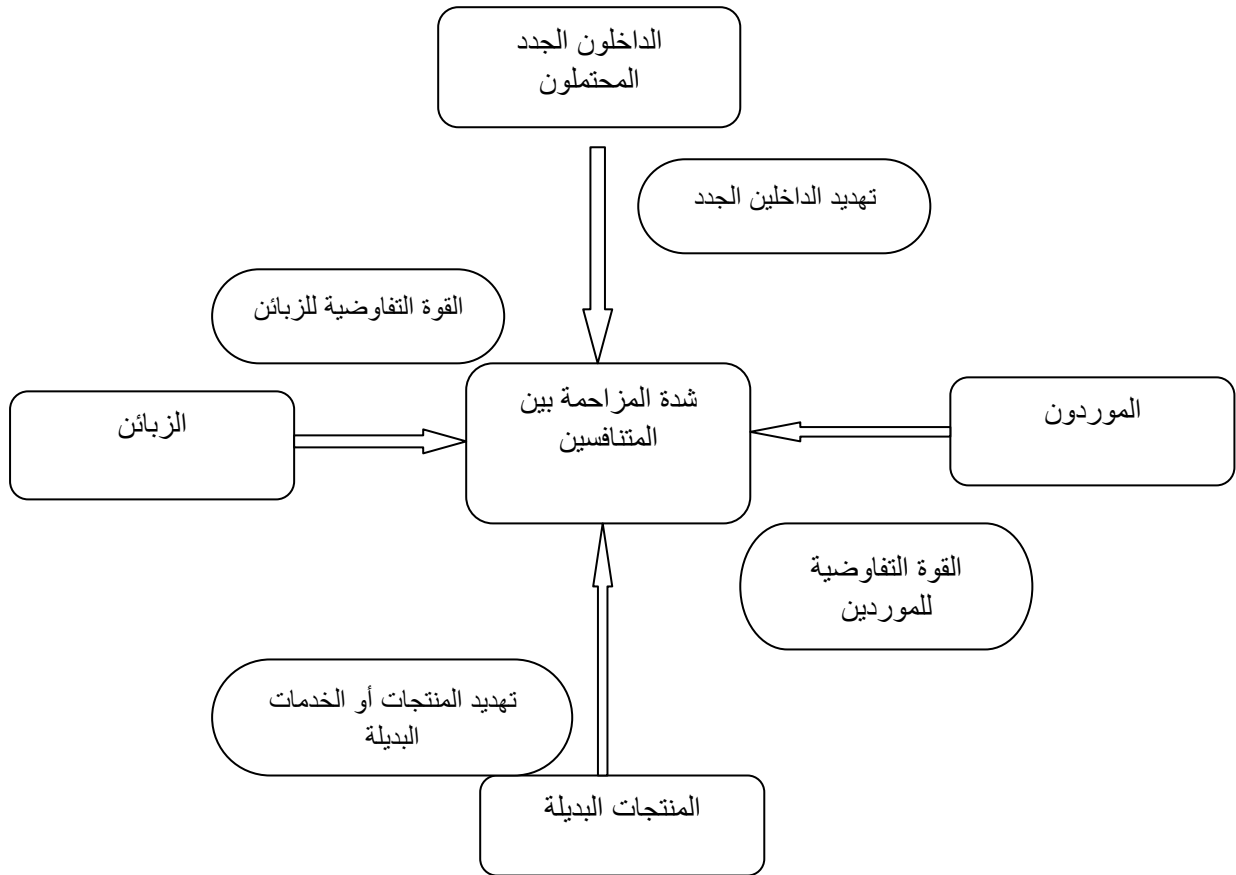 الداخلون الجدد
المحتملون
تهديد الداخلين الجدد
القوة التفاوضية للزبائن
شدة المزاحمة بين
المتنافسين
الموردون
الزبائن
القوة التفاوضية
للموردين
تهديد المنتجات أو الخدمات
البديلة
المنتجات البديلة